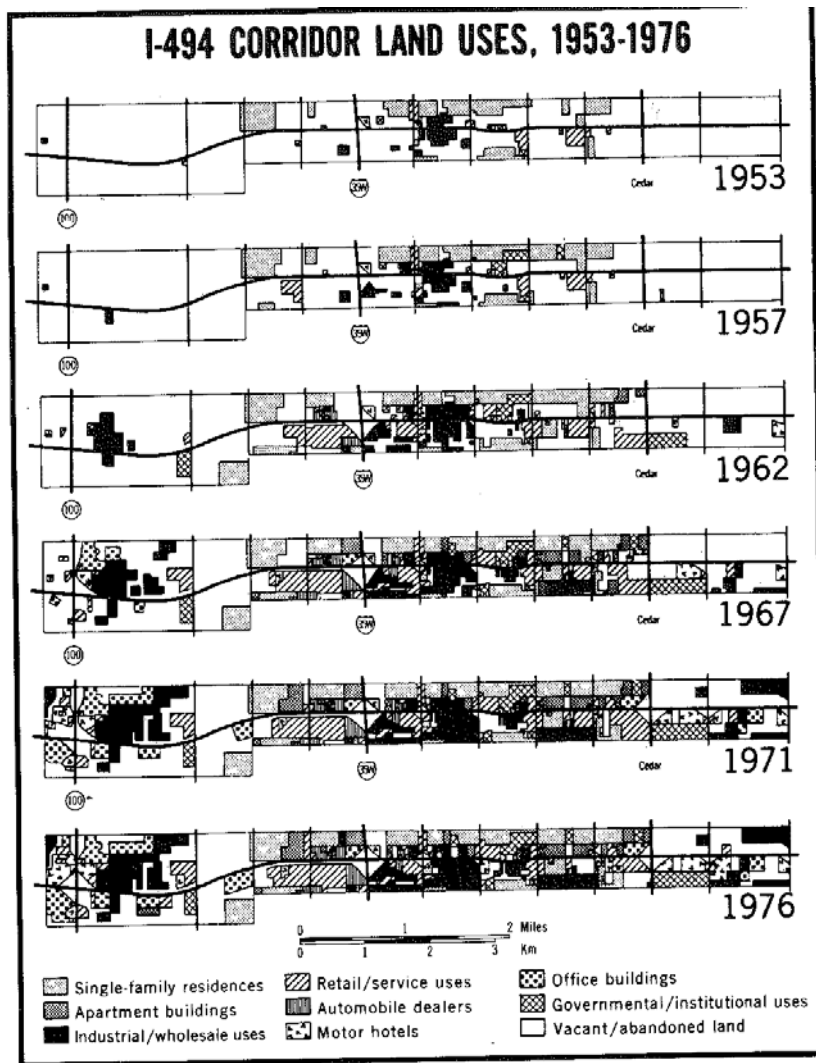 I-494 CORRIDOR LAND USES, 1953-1976
100
35W
Cedar
1953
100
35W
Cedar
1957
100
35W
Cedar
1962
100
35W
Cedar
1967
100
35W
Cedar
1971
1976
0 1 2 Miles
0 1 2 3 Km
Single-family residences
Apartment buildings
Industrial/wholesale uses
Retail/service uses
Automobile dealers
Motor hotels
Office buildings
Governmental/institutional uses
Vacant/abandoned land